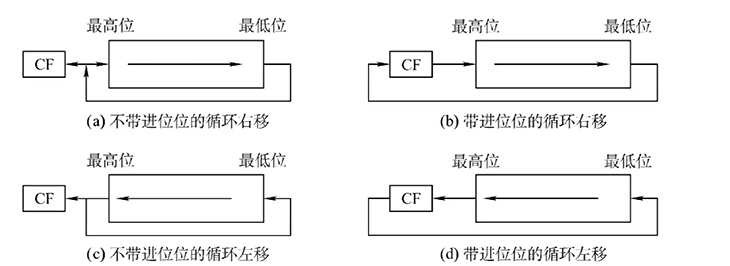 最高位 最低位 最高位 最低位
CF CF
(a) 不带进位位的循环右移 (b) 带进位位的循环右移
最高位 最低位 最高位 最低位
CF CF
(c) 不带进位位的循环左移 (d) 带进位位的循环左移